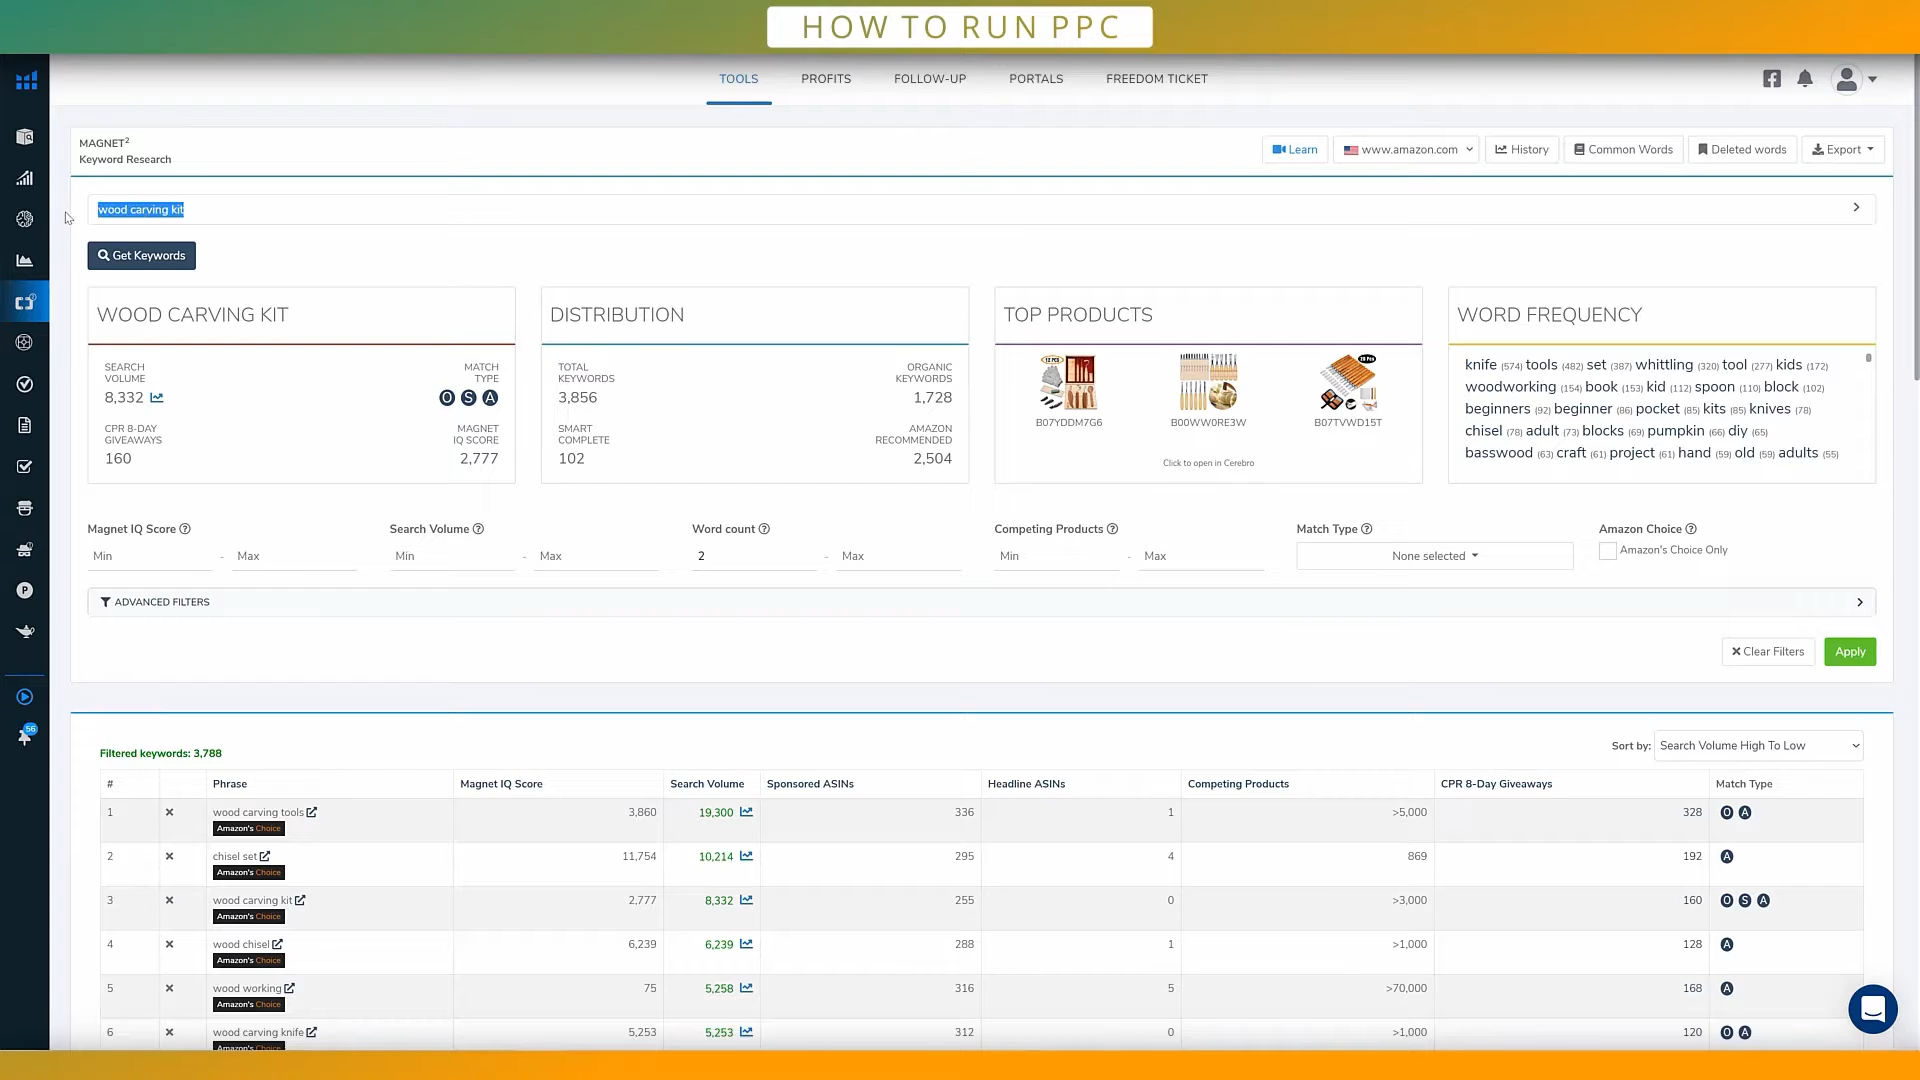 HOW TO RUN PPC
TOOLS PROFITS FOLLOW-UP PORTALS FREEDOM TICKET
MAGNET²
Keyword Research
Learn www.amazon.com History Common Words Deleted words Export
wood carving kit
Get Keywords
WOOD CARVING KIT
SEARCH VOLUME
8,332
MATCH TYPE
O S A
CPR 8-DAY GIVEAWAYS
160
MAGNET IQ SCORE
2,777
DISTRIBUTION
TOTAL KEYWORDS
3,856
ORGANIC KEYWORDS
1,728
SMART COMPLETE
102
AMAZON RECOMMENDED
2,504
TOP PRODUCTS
B07YDDM7G6 B00WW0RE3W B07TVWD15T
Click to open in Cerebro
WORD FREQUENCY
knife (574) tools (482) set (387) whittling (320) tool (277) kids (172)
woodworking (154) book (153) kid (112) spoon (110) block (102)
beginners (92) beginner (86) pocket (85) kits (85) knives (78)
chisel (78) adult (73) blocks (69) pumpkin (66) diy (65)
basswood (63) craft (61) project (61) hand (59) old (59) adults (55)
Magnet IQ Score Search Volume Word count Competing Products Match Type Amazon Choice
Min - Max Min - Max 2 - Max Min - Max None selected Amazon's Choice Only
ADVANCED FILTERS
Clear Filters Apply
Filtered keywords: 3,788
Sort by: Search Volume High To Low
# Phrase Magnet IQ Score Search Volume Sponsored ASINs Headline ASINs Competing Products CPR 8-Day Giveaways Match Type
1 wood carving tools 3,860 19,300 336 1 >5,000 328 O A
Amazon's Choice
2 chisel set 11,754 10,214 295 4 869 192 A
Amazon's Choice
3 wood carving kit 2,777 8,332 255 0 >3,000 160 O S A
Amazon's Choice
4 wood chisel 6,239 6,239 288 1 >1,000 128 A
Amazon's Choice
5 wood working 75 5,258 316 5 >70,000 168 A
Amazon's Choice
6 wood carving knife 5,253 5,253 312 0 >1,000 120 O A
Amazon's Choice
56